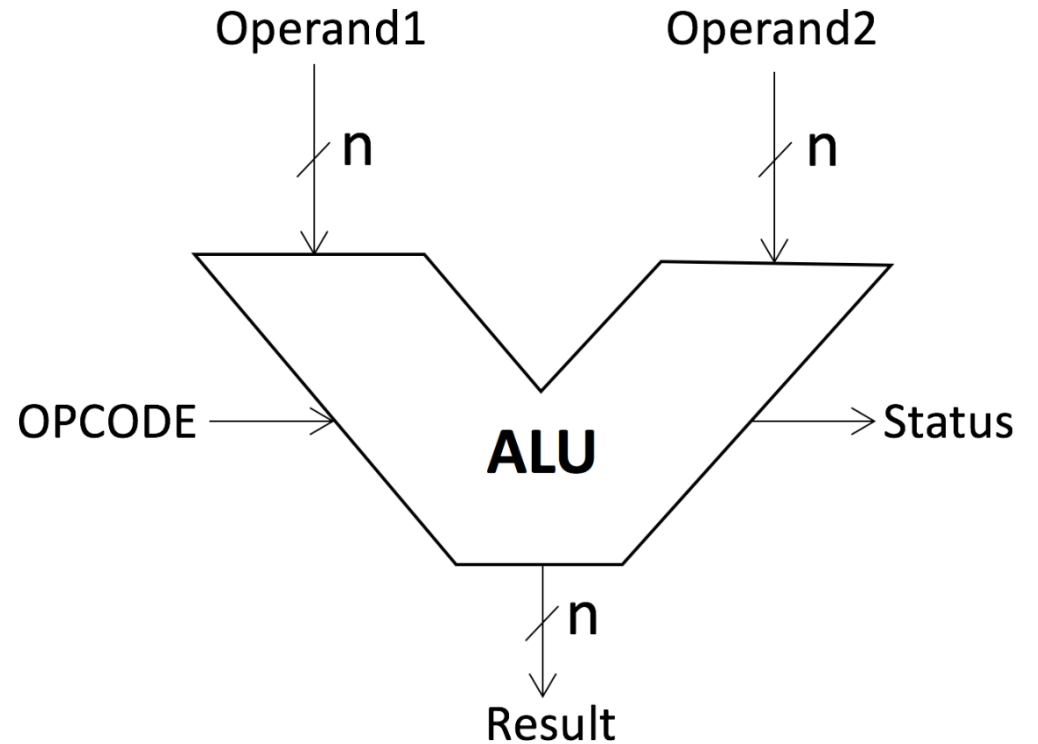 Operand1
Operand2
n
n
OPCODE
ALU
Status
n
Result